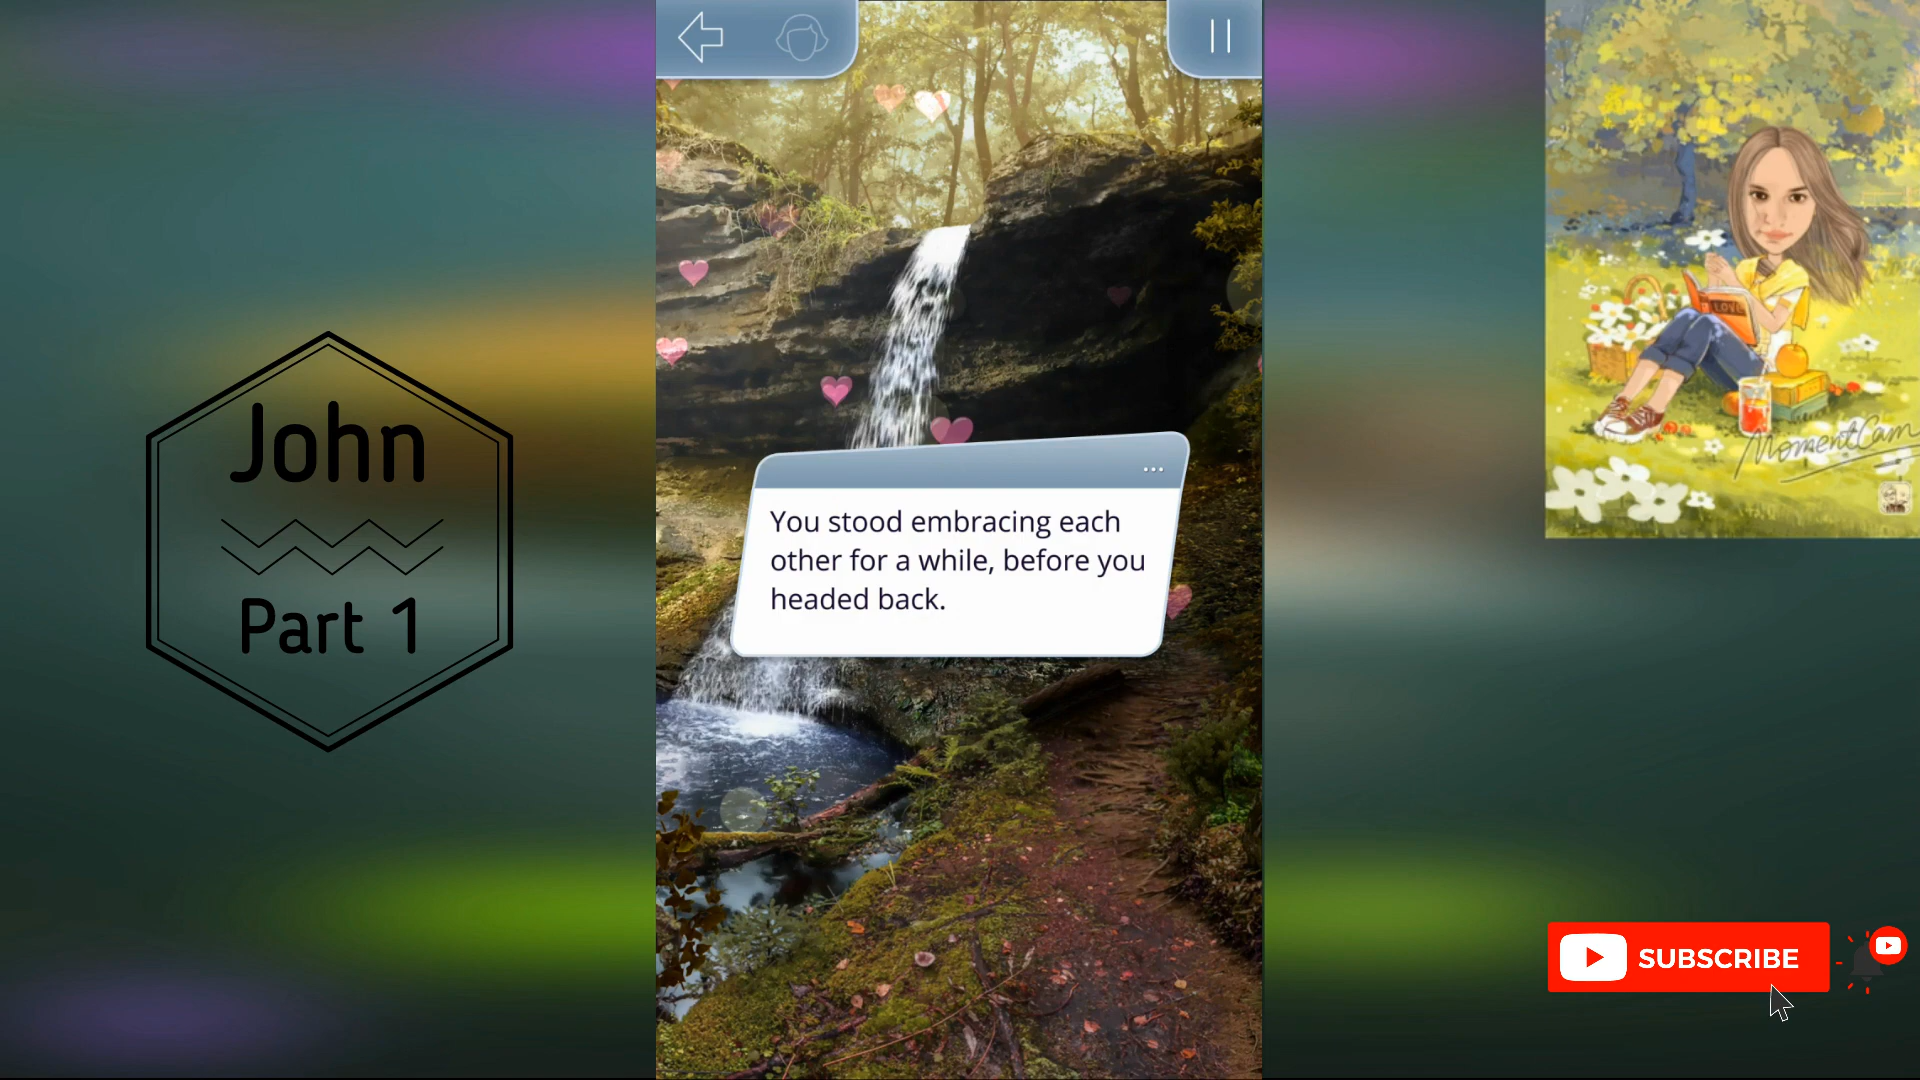 John
Part 1
...
You stood embracing each
other for a while, before you
headed back.
LOVE
MomentCam
SUBSCRIBE